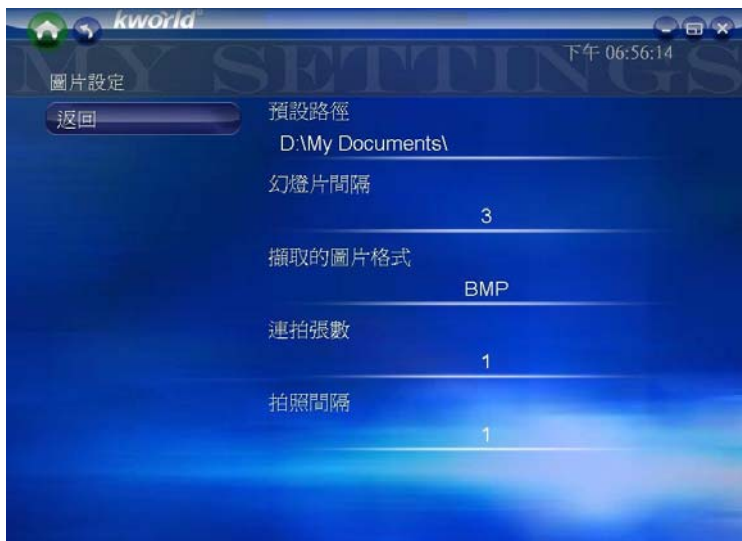 kworld
MY SETTINGS
下午 06:56:14
圖片設定
返回
預設路徑
D:\My Documents\
幻燈片間隔
3
擷取的圖片格式
BMP
連拍張數
1
拍照間隔
1